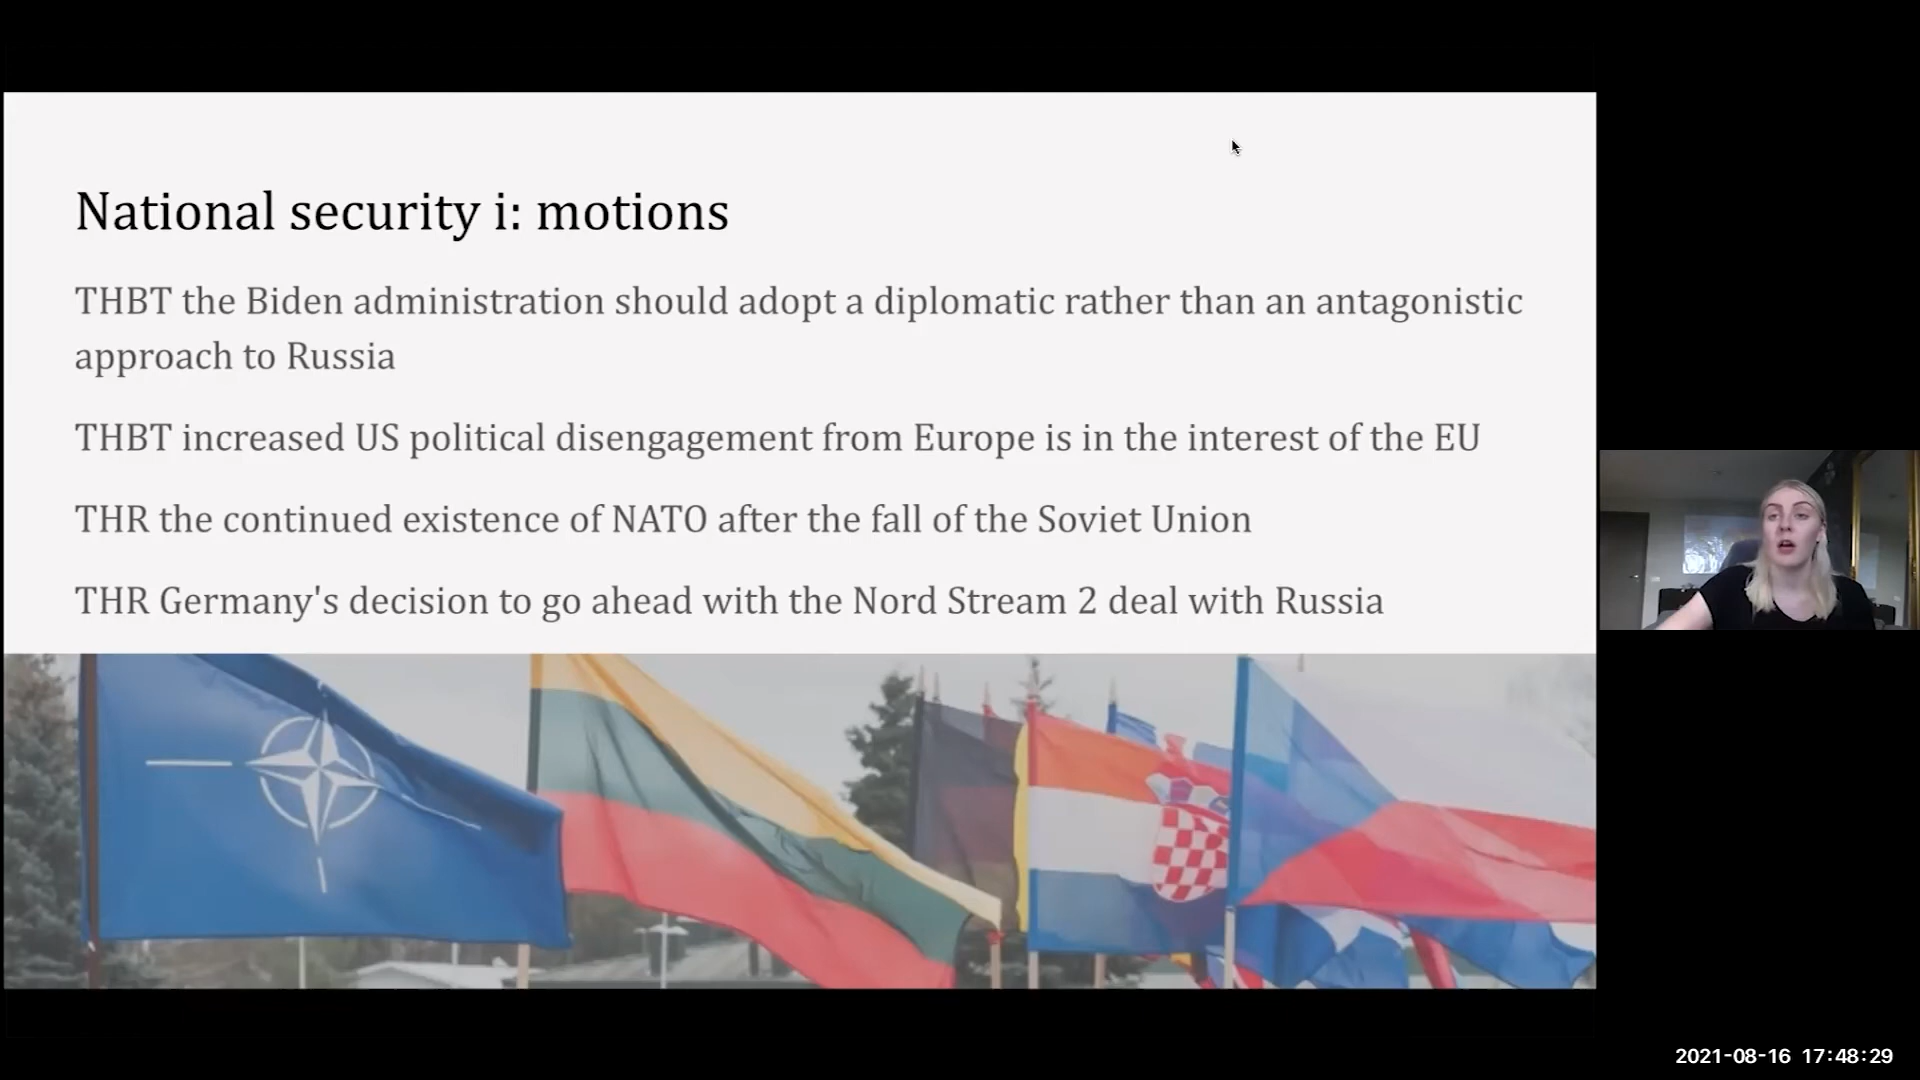 National security i: motions
THBT the Biden administration should adopt a diplomatic rather than an antagonistic
approach to Russia
THBT increased US political disengagement from Europe is in the interest of the EU
THR the continued existence of NATO after the fall of the Soviet Union
THR Germany's decision to go ahead with the Nord Stream 2 deal with Russia
2021-08-16 17:48:29